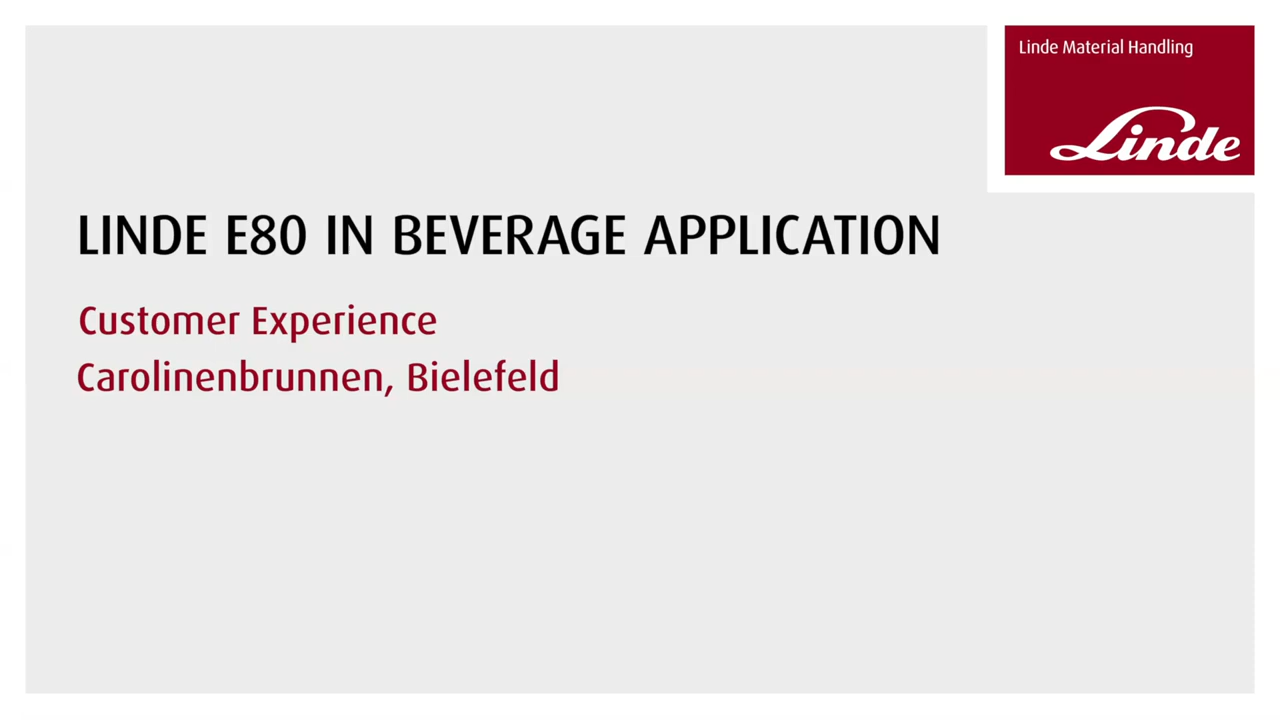 Linde Material Handling
Linde
LINDE E80 IN BEVERAGE APPLICATION
Customer Experience
Carolinenbrunnen, Bielefeld